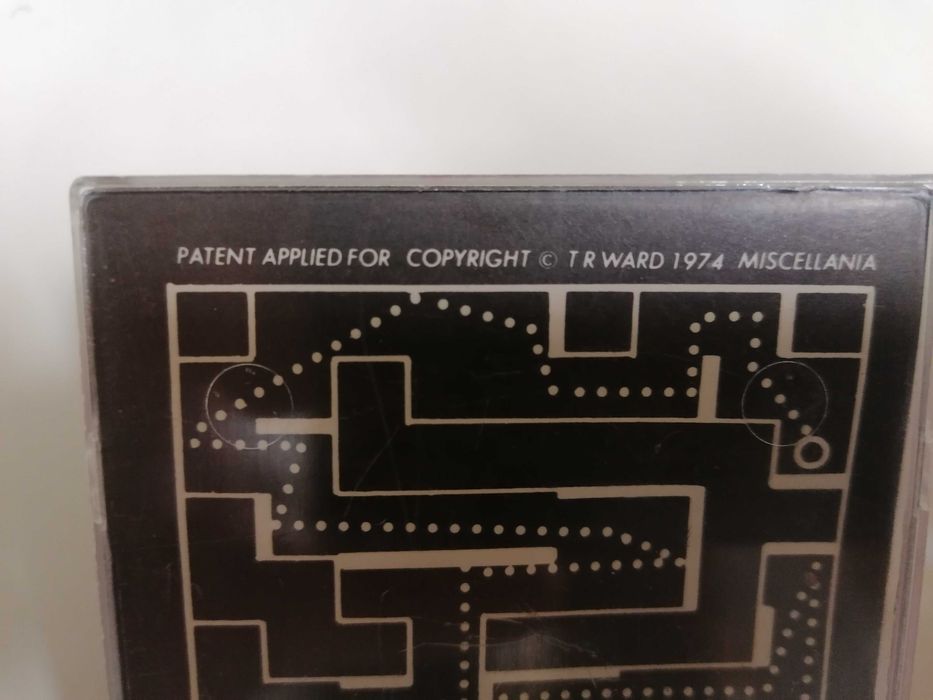 PATENT APPLIED FOR COPYRIGHT © T R WARD 1974 MISCELLANIA